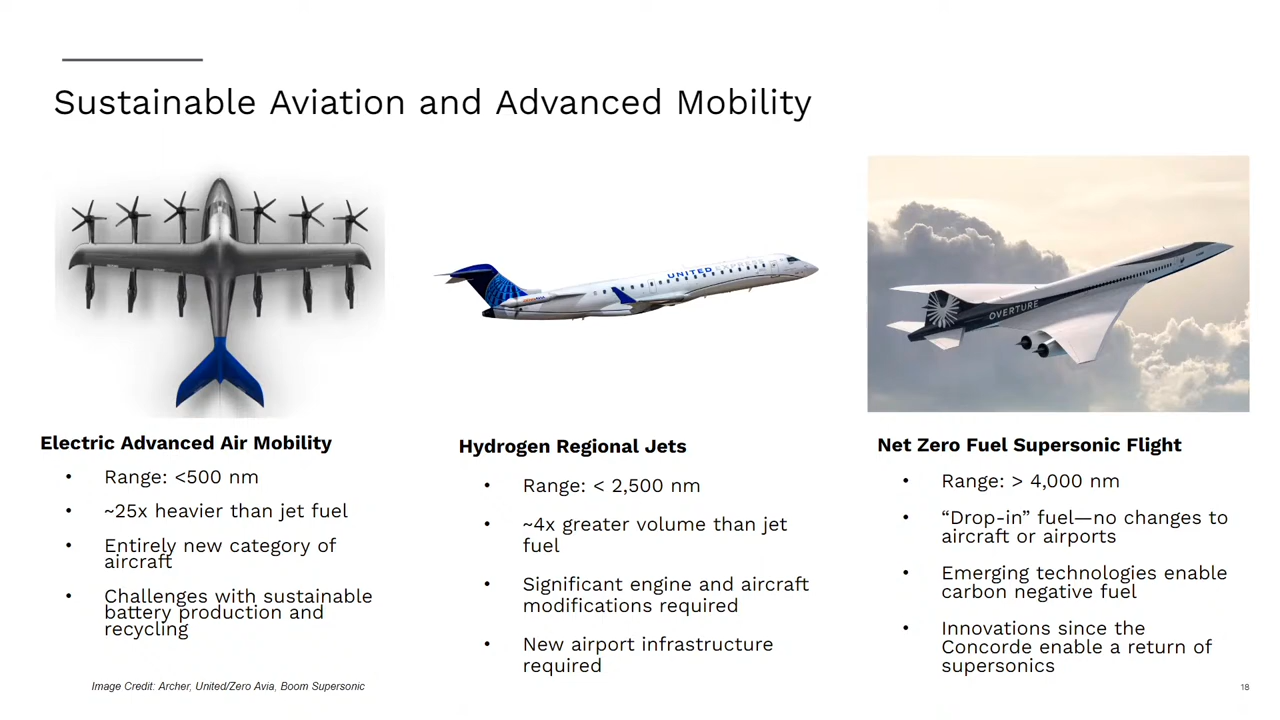 Sustainable Aviation and Advanced Mobility
UNITED EXPRESS
OVERTURE
Electric Advanced Air Mobility
• Range: <500 nm
• ~25x heavier than jet fuel
• Entirely new category of
aircraft
• Challenges with sustainable
battery production and
recycling
Hydrogen Regional Jets
• Range: < 2,500 nm
• ~4x greater volume than jet
fuel
• Significant engine and aircraft
modifications required
• New airport infrastructure
required
Net Zero Fuel Supersonic Flight
• Range: > 4,000 nm
• “Drop-in” fuel—no changes to
aircraft or airports
• Emerging technologies enable
carbon negative fuel
• Innovations since the
Concorde enable a return of
supersonics
Image Credit: Archer, United/Zero Avia, Boom Supersonic
18